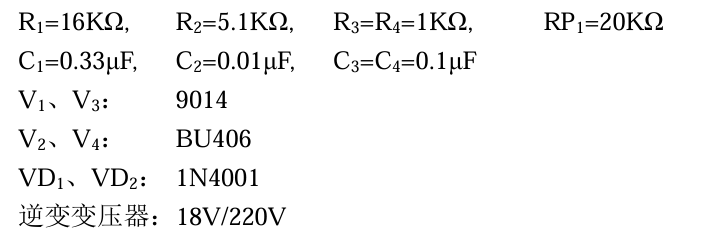 R₁=16KΩ, R₂=5.1KΩ, R₃=R₄=1KΩ, RP₁=20KΩ
C₁=0.33μF, C₂=0.01μF, C₃=C₄=0.1μF
V₁、V₃： 9014
V₂、V₄： BU406
VD₁、VD₂： 1N4001
逆变变压器：18V/220V